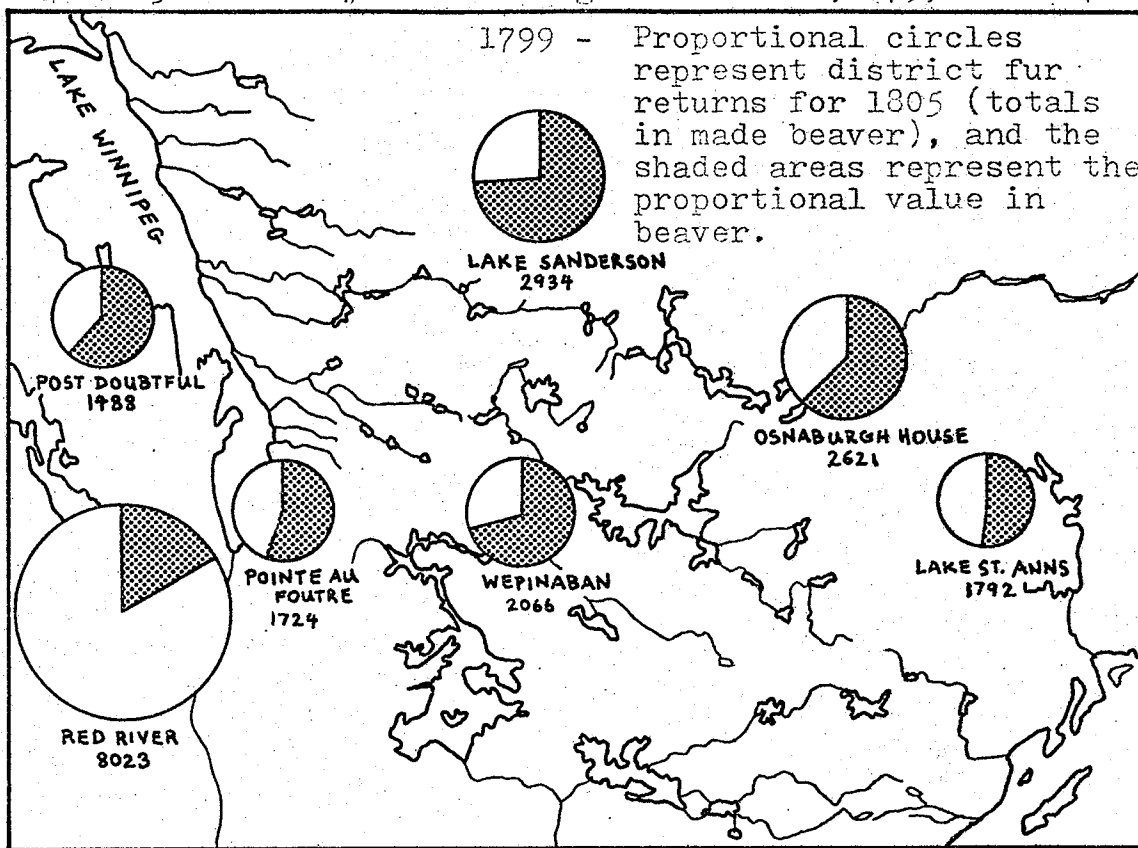 1799 - Proportional circles
represent district fur
returns for 1805 (totals
in made beaver), and the
shaded areas represent the
proportional value in
beaver.
LAKE WINNIPEG
LAKE SANDERSON
2934
POST DOUBTFUL
1488
OSNABURGH HOUSE
2621
POINTE AU
FOUTRE
1724
WEPINABAN
2066
LAKE ST. ANNS
1792
RED RIVER
8023